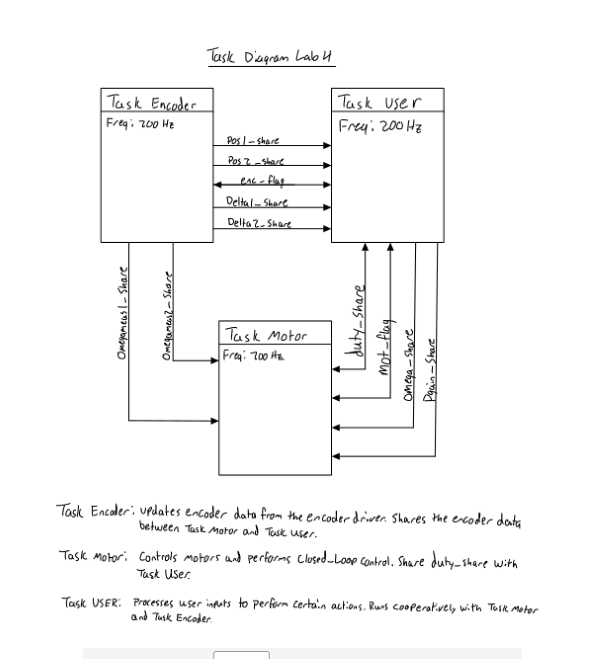 Task Diagram Lab 4
Task Encoder
Freq: 200 Hz
Task User
Freq: 200 Hz
Pos1_share
Pos2_share
enc_flag
Delta1_Share
Delta2_Share
Omegameas1_Share
Omegameas2_Share
Task Motor
Freq: 200 Hz
duty_Share
mot_flag
Omega_Share
Pgain_Share
Task Encoder: updates encoder data from the encoder driver. Shares the encoder data
between Task Motor and Task User.
Task Motor: Controls motors and performs Closed_Loop Control. Share duty_share with
Task User.
Task USER: Processes user inputs to perform certain actions. Runs cooperatively with Task Motor
and Task Encoder.